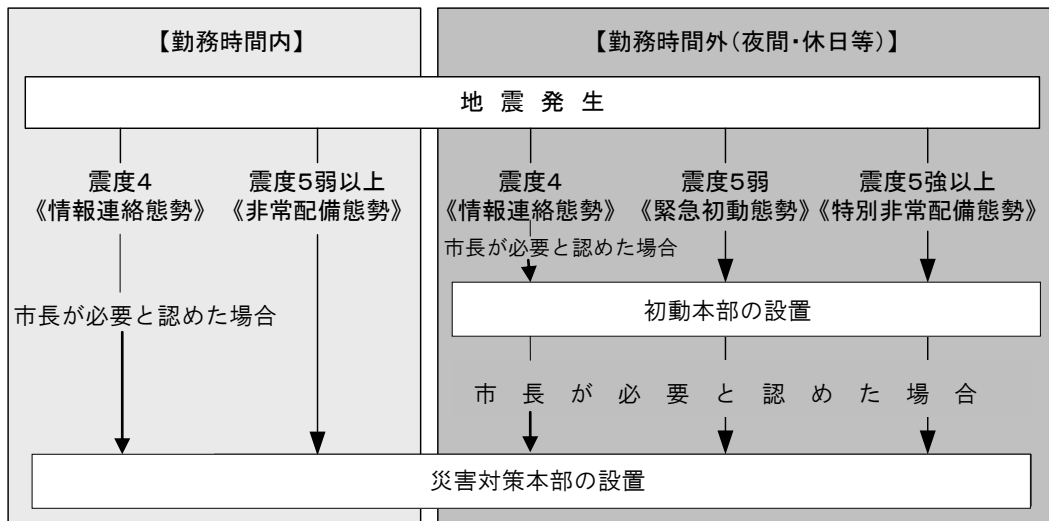 【勤務時間内】
【勤務時間外(夜間・休日等)】
地震発生
震度4
《情報連絡態勢》
震度5弱以上
《非常配備態勢》
震度4
《情報連絡態勢》
震度5弱
《緊急初動態勢》
震度5強以上
《特別非常配備態勢》
市長が必要と認めた場合
市長が必要と認めた場合
初動本部の設置
市長が必要と認めた場合
災害対策本部の設置